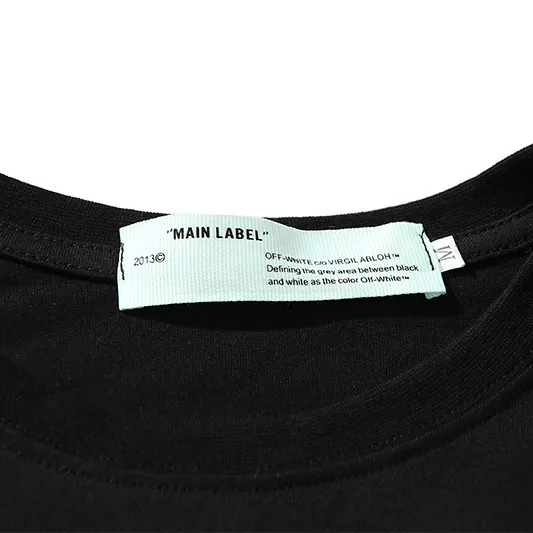 "MAIN LABEL"
2013©
OFF-WHITE c/o VIRGIL ABLOH™
Defining the grey area between black
and white as the color Off-White™
M